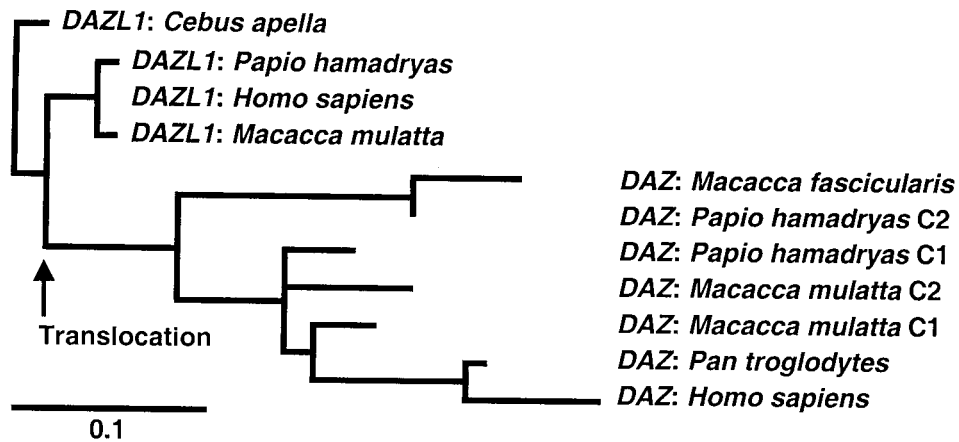 DAZL1: Cebus apella
DAZL1: Papio hamadryas
DAZL1: Homo sapiens
DAZL1: Macacca mulatta
DAZ: Macacca fascicularis
DAZ: Papio hamadryas C2
DAZ: Papio hamadryas C1
DAZ: Macacca mulatta C2
DAZ: Macacca mulatta C1
DAZ: Pan troglodytes
DAZ: Homo sapiens
Translocation
0.1